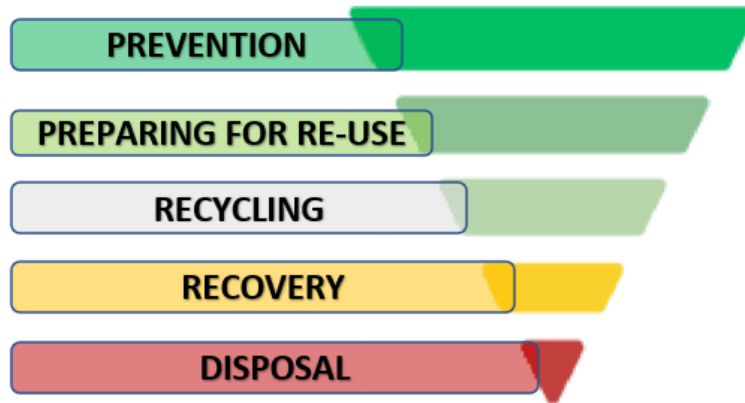 PREVENTION
PREPARING FOR RE-USE
RECYCLING
RECOVERY
DISPOSAL